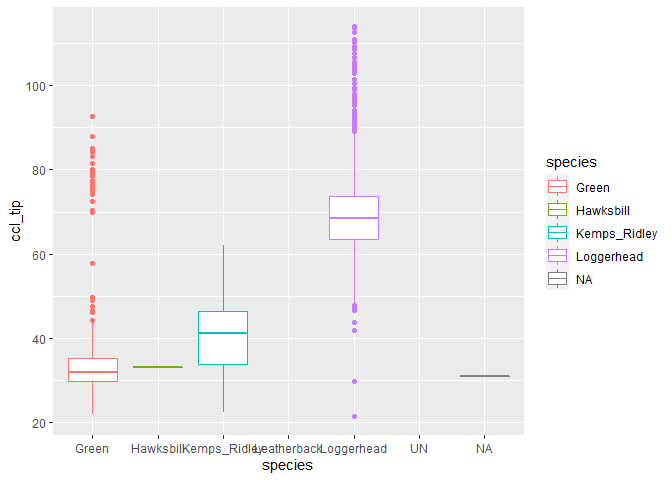 ccl_tip
100
80
60
40
20
Green
Hawksbill
Kemps_Ridley
Leatherback
Loggerhead
UN
NA
species
species
Green
Hawksbill
Kemps_Ridley
Loggerhead
NA